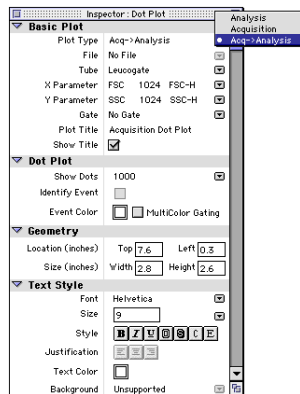 Inspector: Dot Plot
Analysis
Acquisition
Acq->Analysis
Basic Plot
Plot Type Acq->Analysis
File No File
Tube Leucogate
X Parameter FSC 1024 FSC-H
Y Parameter SSC 1024 SSC-H
Gate No Gate
Plot Title Acquisition Dot Plot
Show Title
Dot Plot
Show Dots 1000
Identify Event
Event Color MultiColor Gating
Geometry
Location (inches) Top 7.6 Left 0.3
Size (inches) Width 2.8 Height 2.6
Text Style
Font Helvetica
Size 9
Style B I U O S C E
Justification
Text Color
Background Unsupported